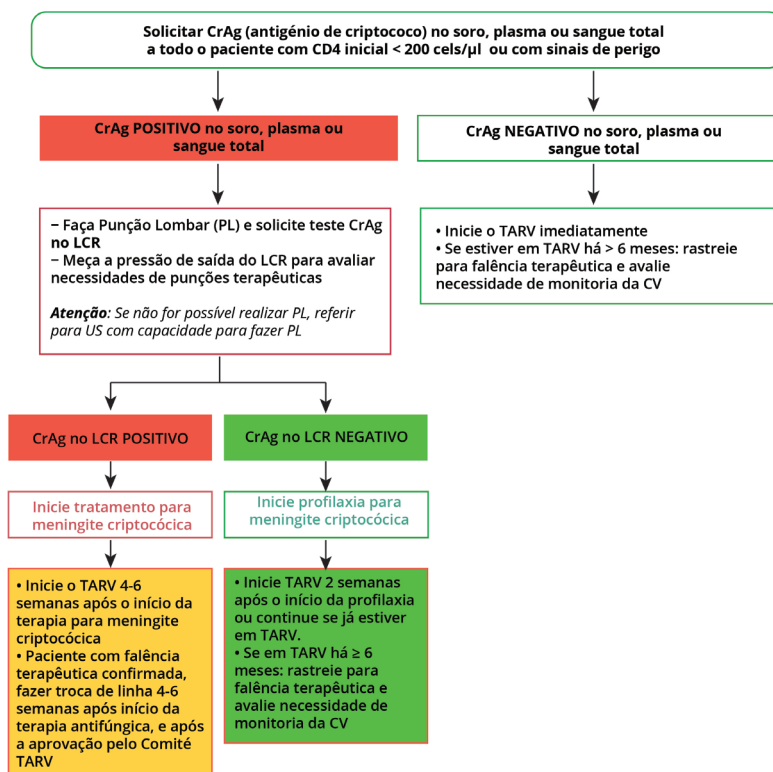 Solicitar CrAg (antigénio de criptococo) no soro, plasma ou sangue total
a todo o paciente com CD4 inicial < 200 cels/µl ou com sinais de perigo
CrAg POSITIVO no soro, plasma ou
sangue total
CrAg NEGATIVO no soro, plasma ou
sangue total
– Faça Punção Lombar (PL) e solicite teste CrAg
no LCR
– Meça a pressão de saída do LCR para avaliar
necessidades de punções terapêuticas
Atenção: Se não for possível realizar PL, referir
para US com capacidade para fazer PL
• Inicie o TARV imediatamente
• Se estiver em TARV há > 6 meses: rastreie
para falência terapêutica e avalie
necessidade de monitoria da CV
CrAg no LCR POSITIVO
CrAg no LCR NEGATIVO
Inicie tratamento para
meningite criptocócica
Inicie profilaxia para
meningite criptocócica
• Inicie o TARV 4-6
semanas após o início da
terapia para meningite
criptocócica
• Paciente com falência
terapêutica confirmada,
fazer troca de linha 4-6
semanas após início da
terapia antifúngica, e após
a aprovação pelo Comité
TARV
• Inicie TARV 2 semanas
após o início da profilaxia
ou continue se já estiver
em TARV.
• Se em TARV há ≥ 6
meses: rastreie para
falência terapêutica e
avalie necessidade de
monitoria da CV